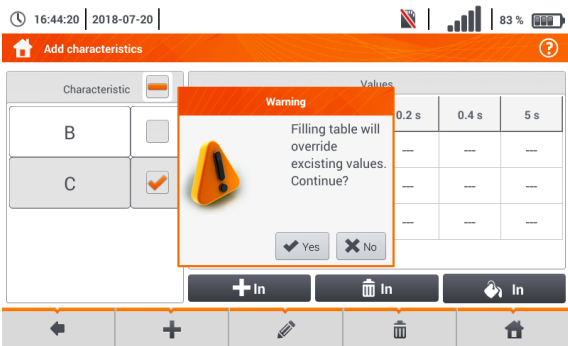 16:44:20 2018-07-20 83 %
Add characteristics ?
Characteristic
Values
B
C
0.2 s 0.4 s 5 s
--- --- ---
--- --- ---
--- --- ---
Warning
Filling table will
override
excisting values.
Continue?
Yes No
In In In